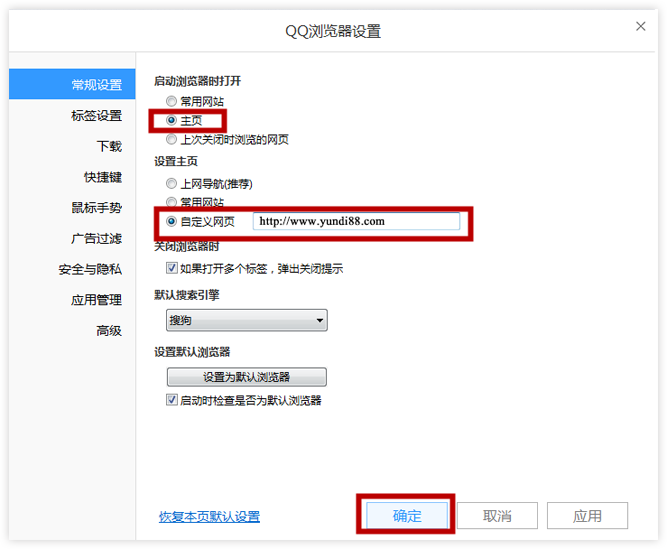 QQ浏览器设置
常规设置
标签设置
下载
快捷键
鼠标手势
广告过滤
安全与隐私
应用管理
高级
启动浏览器时打开
常用网站
主页
上次关闭时浏览的网页
设置主页
上网导航(推荐)
常用网站
自定义网页 http://www.yundi88.com
关闭浏览器时
如果打开多个标签，弹出关闭提示
默认搜索引擎
搜狗
设置默认浏览器
设置为默认浏览器
启动时检查是否为默认浏览器
恢复本页默认设置 确定 取消 应用